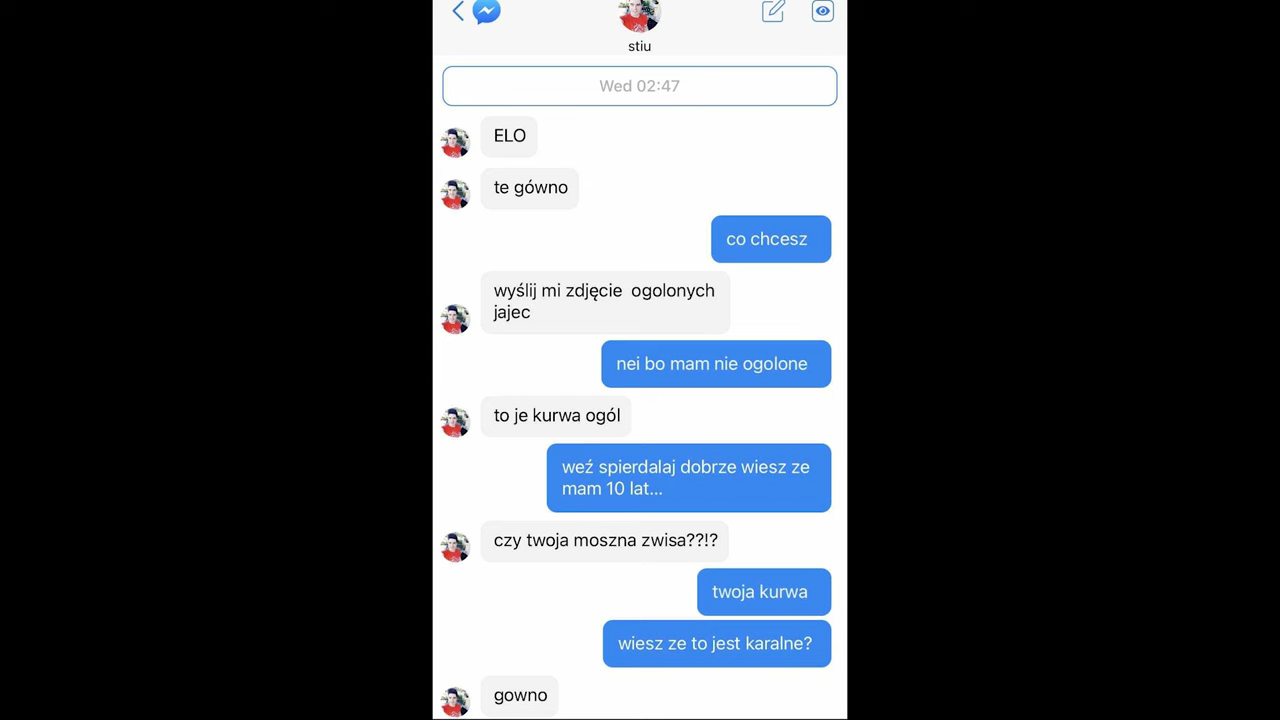 stiu
Wed 02:47
ELO
te gówno
co chcesz
wyślij mi zdjęcie ogolonych
jajec
nei bo mam nie ogolone
to je kurwa ogól
weź spierdalaj dobrze wiesz ze
mam 10 lat...
czy twoja moszna zwisa??!?
twoja kurwa
wiesz ze to jest karalne?
gowno